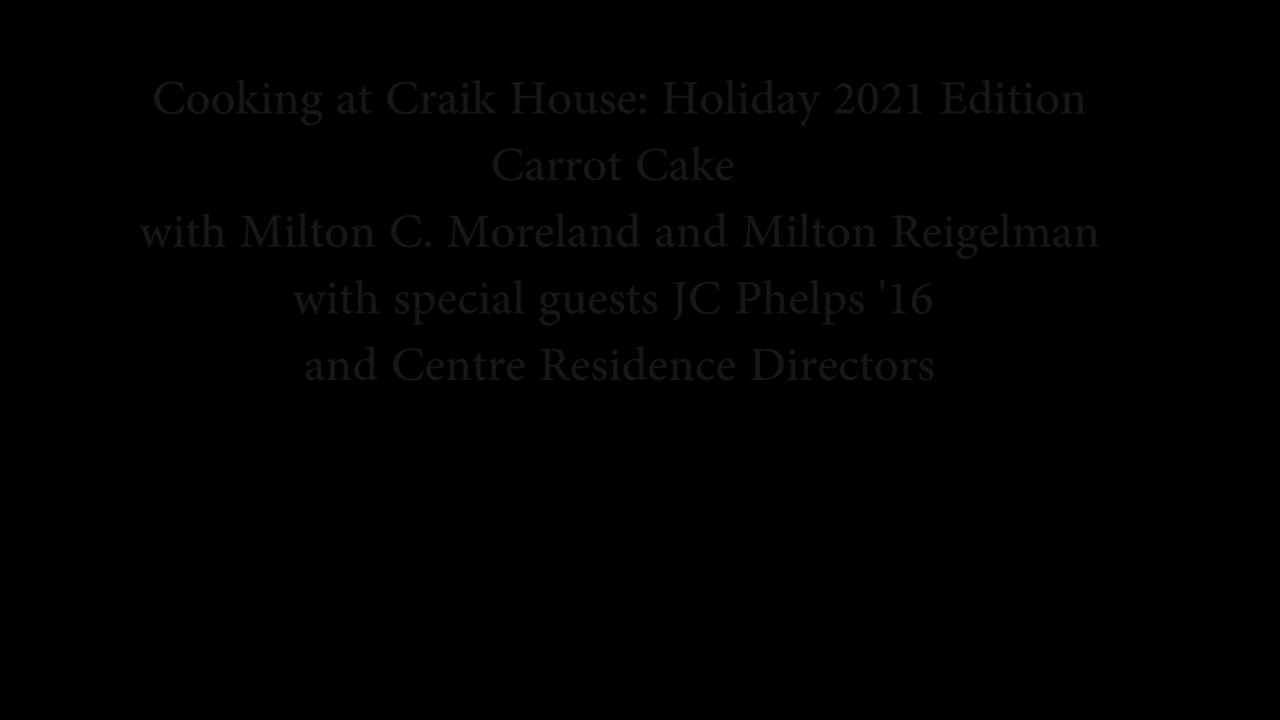 Cooking at Craik House: Holiday 2021 Edition
Carrot Cake
with Milton C. Moreland and Milton Reigelman
with special guests JC Phelps '16
and Centre Residence Directors